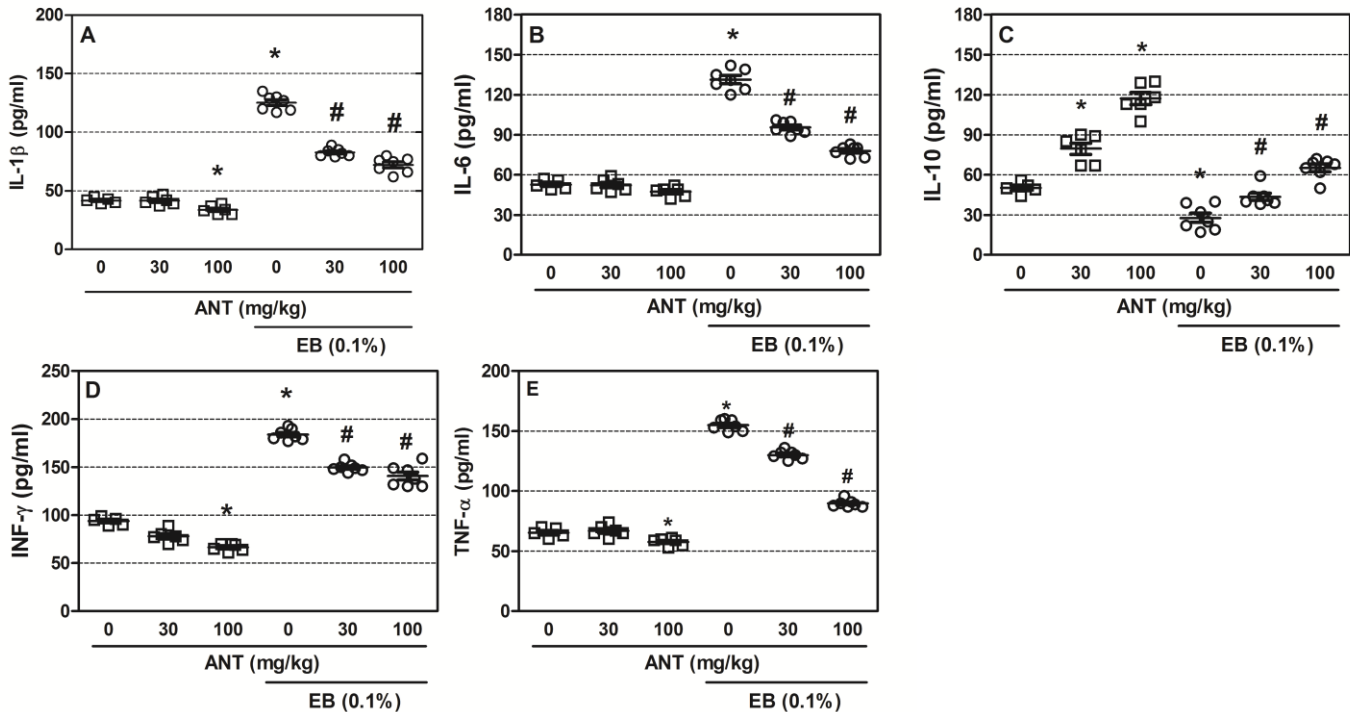 A
IL-1β (pg/ml)
200
150
100
50
0
*
*
#
#
0 30 100 0 30 100
ANT (mg/kg)
EB (0.1%)
B
IL-6 (pg/ml)
180
150
120
90
60
30
0
*
#
#
0 30 100 0 30 100
ANT (mg/kg)
EB (0.1%)
C
IL-10 (pg/ml)
180
150
120
90
60
30
0
*
*
*
#
#
0 30 100 0 30 100
ANT (mg/kg)
EB (0.1%)
D
INF-γ (pg/ml)
250
200
150
100
50
0
*
*
#
#
0 30 100 0 30 100
ANT (mg/kg)
EB (0.1%)
E
TNF-α (pg/ml)
200
150
100
50
0
*
*
#
#
0 30 100 0 30 100
ANT (mg/kg)
EB (0.1%)